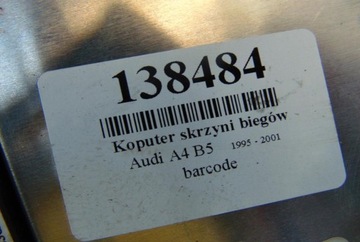 138484
Koputer skrzyni biegów
Audi A4 B5 1995 - 2001
barcode